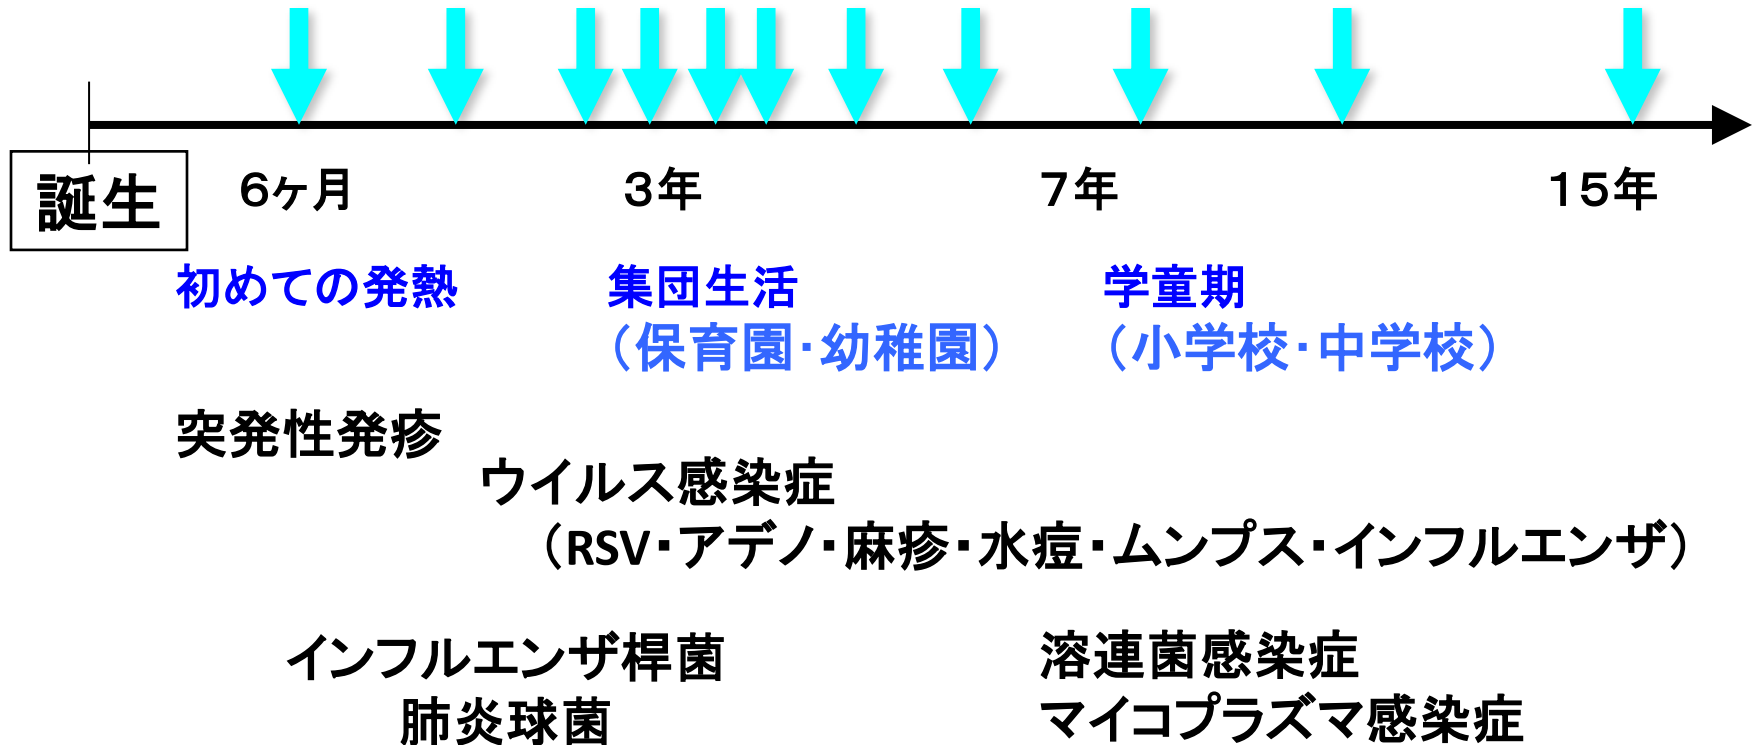 誕生
6ヶ月 3年 7年 15年
初めての発熱 集団生活 学童期
（保育園・幼稚園） （小学校・中学校）
突発性発疹
ウイルス感染症
（RSV・アデノ・麻疹・水痘・ムンプス・インフルエンザ）
インフルエンザ桿菌 溶連菌感染症
肺炎球菌 マイコプラズマ感染症